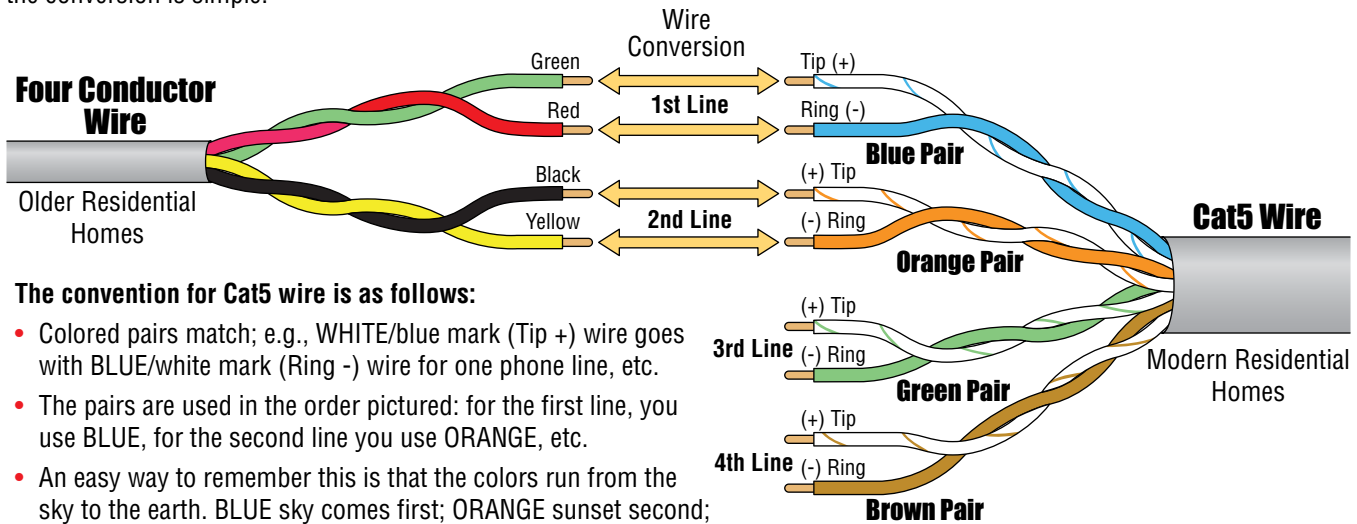 the conversion is simple.
Wire
Conversion
Four Conductor
Wire
Older Residential
Homes
Green
Red
Black
Yellow
1st Line
2nd Line
Tip (+)
Ring (-)
Blue Pair
(+) Tip
(-) Ring
Orange Pair
Cat5 Wire
(+) Tip
3rd Line
(-) Ring
Green Pair
Modern Residential
Homes
(+) Tip
4th Line
(-) Ring
Brown Pair
The convention for Cat5 wire is as follows:
• Colored pairs match; e.g., WHITE/blue mark (Tip +) wire goes
with BLUE/white mark (Ring -) wire for one phone line, etc.
• The pairs are used in the order pictured: for the first line, you
use BLUE, for the second line you use ORANGE, etc.
• An easy way to remember this is that the colors run from the
sky to the earth. BLUE sky comes first; ORANGE sunset second;